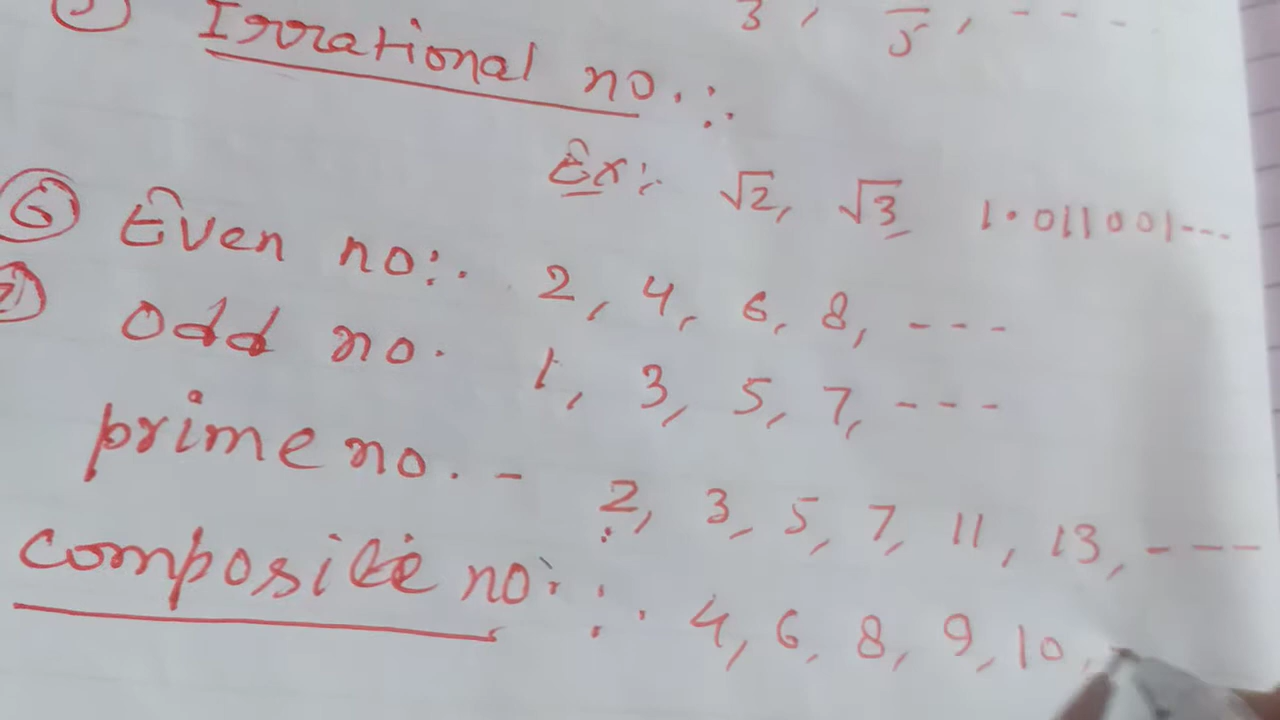 3, 5, - - -
5 Irrational no. :-
Ex:- √2, √3, 1.011001---
6 Even no:- 2, 4, 6, 8, ---
7 Odd no. 1, 3, 5, 7, ---
prime no. - 2, 3, 5, 7, 11, 13, ---
composite no :- 4, 6, 8, 9, 10,